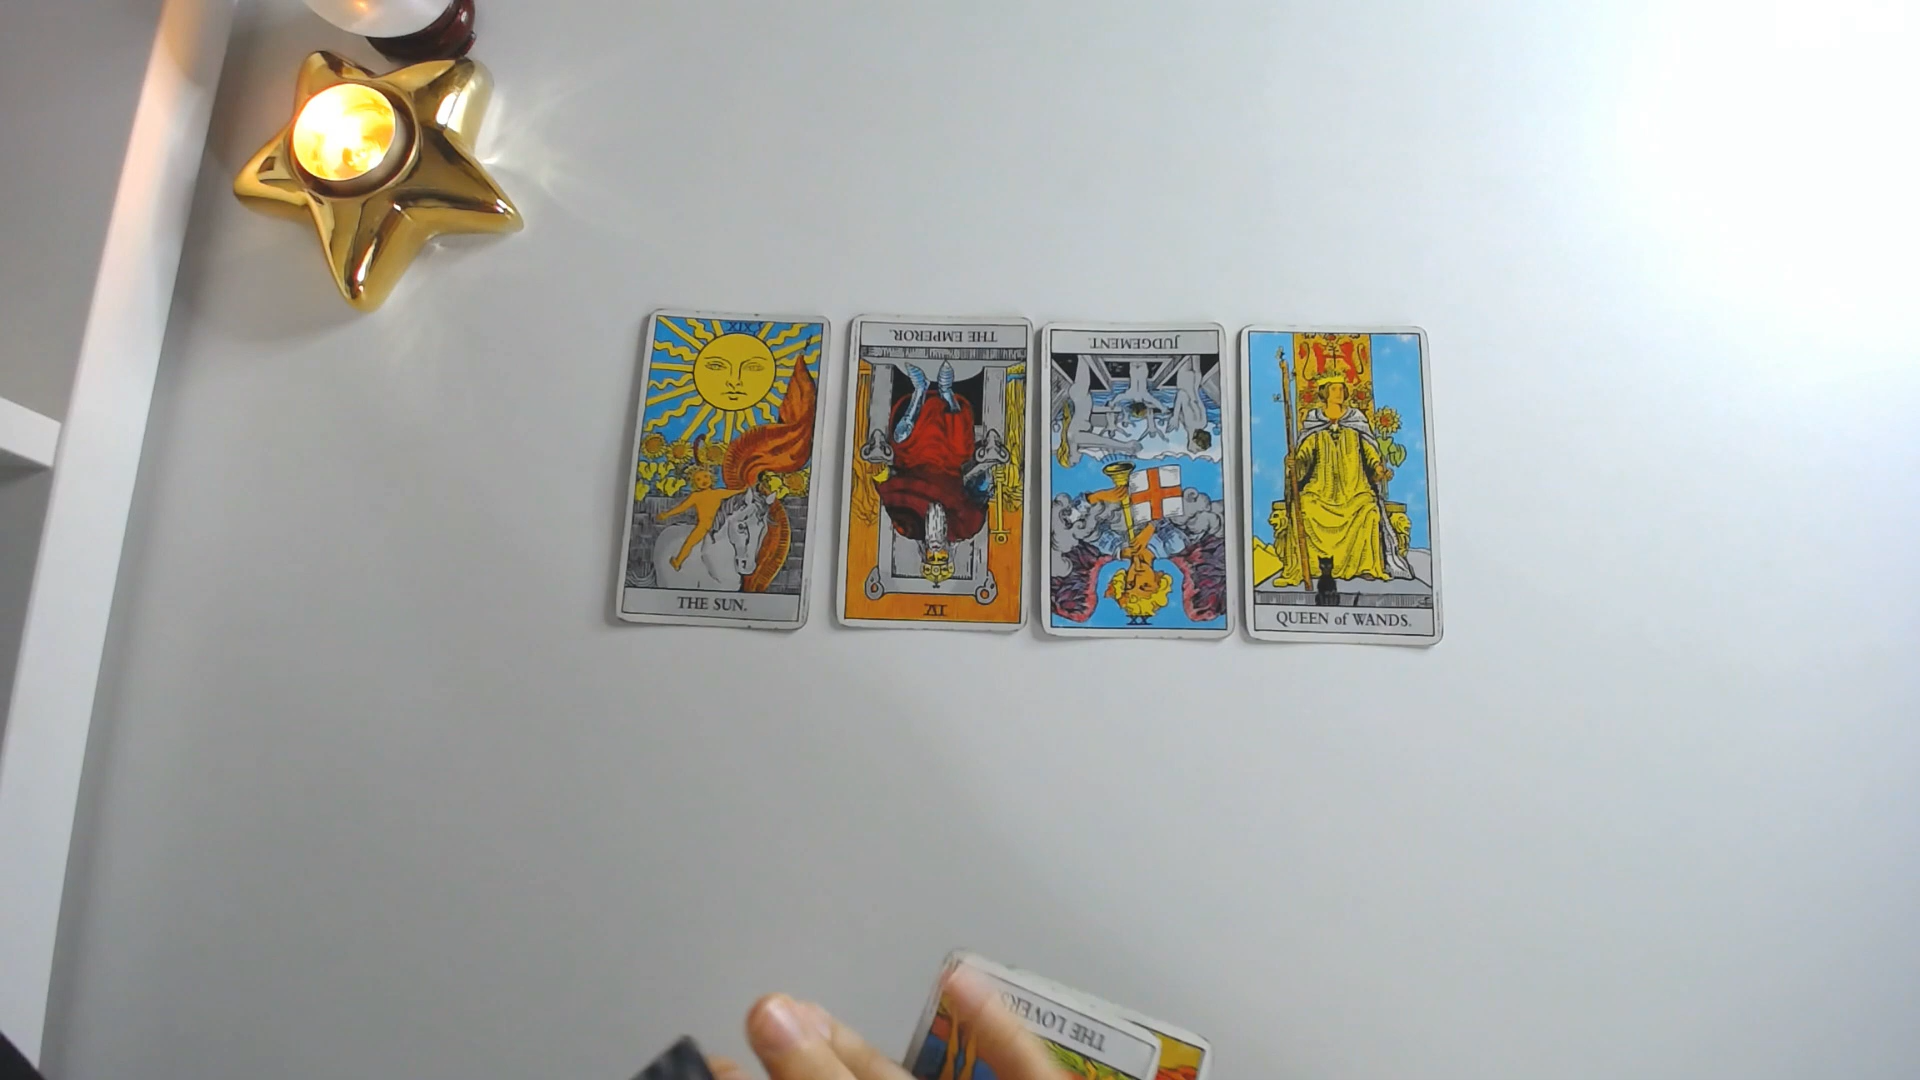 XIX
THE SUN.
THE EMPEROR.
IV
JUDGEMENT.
XX
QUEEN of WANDS.
THE LOVERS